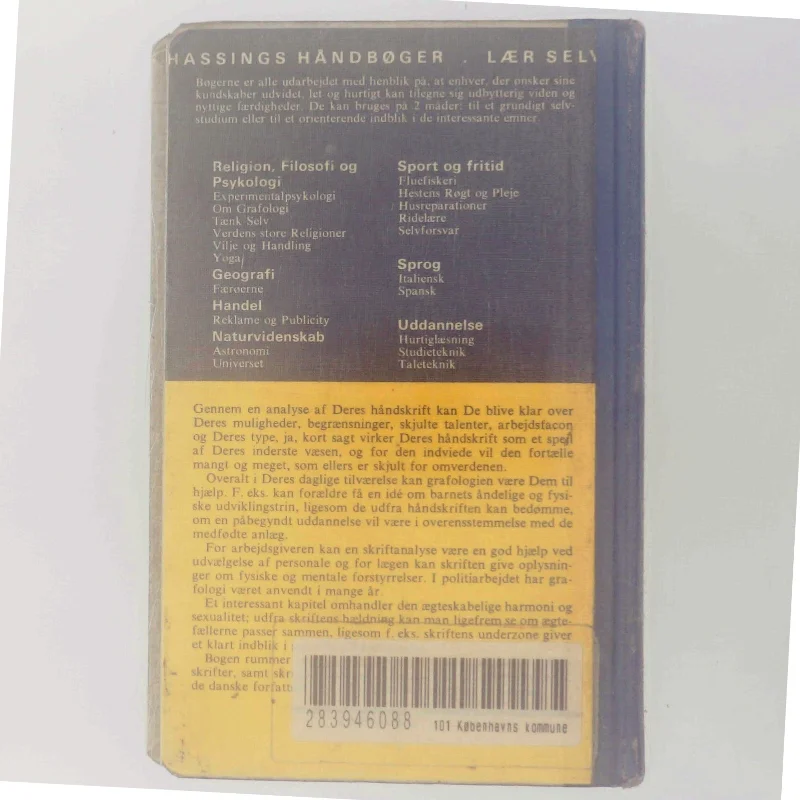 HASSINGS HÅNDBØGER . LÆR SELV
Bøgerne er alle udarbejdet med henblik på, at enhver, der ønsker sine
kundskaber udvidet, let og hurtigt kan tilegne sig udbytterig viden og
nyttige færdigheder. De kan bruges på 2 måder: til et grundigt selv-
studium eller til et orienterende indblik i de interessante emner.
Religion, Filosofi og
Psykologi
Experimentalpsykologi
Om Grafologi
Tænk Selv
Verdens store Religioner
Vilje og Handling
Yoga
Geografi
Færøerne
Handel
Reklame og Publicity
Naturvidenskab
Astronomi
Universet
Sport og fritid
Fluefiskeri
Hestens Røgt og Pleje
Husreparationer
Ridelære
Selvforsvar
Sprog
Italiensk
Spansk
Uddannelse
Hurtiglæsning
Studieteknik
Taleteknik
Gennem en analyse af Deres håndskrift kan De blive klar over
Deres muligheder, begrænsninger, skjulte talenter, arbejdsfacon
og Deres type, ja, kort sagt virker Deres håndskrift som et spejl
af Deres inderste væsen, og for den indviede vil den fortælle
mangt og meget, som ellers er skjult for omverdenen.
Overalt i Deres daglige tilværelse kan grafologien være Dem til
hjælp. F. eks. kan forældre få en idé om barnets åndelige og fysi-
ske udviklingstrin, ligesom de udfra håndskriften kan bedømme,
om en påbegyndt uddannelse vil være i overensstemmelse med de
medfødte anlæg.
For arbejdsgiveren kan en skriftanalyse være en god hjælp ved
udvælgelse af personale og for lægen kan skriften give oplysnin-
ger om fysiske og mentale forstyrrelser. I politiarbejdet har gra-
fologi været anvendt i mange år.
Et interessant kapitel omhandler den ægteskabelige harmoni og
sexualitet; udfra skriftens hældning kan man ligefrem se om ægte-
fællerne passer sammen, ligesom f. eks. skriftens underzone giver
et klart indblik i
Bogen rummer
skrifter, samt
de danske
283946088
101 Københavns kommune